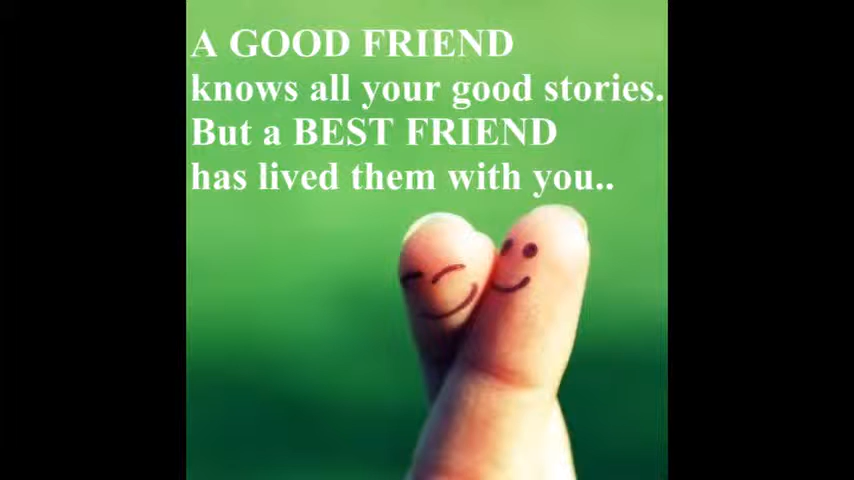 A GOOD FRIEND
knows all your good stories.
But a BEST FRIEND
has lived them with you..